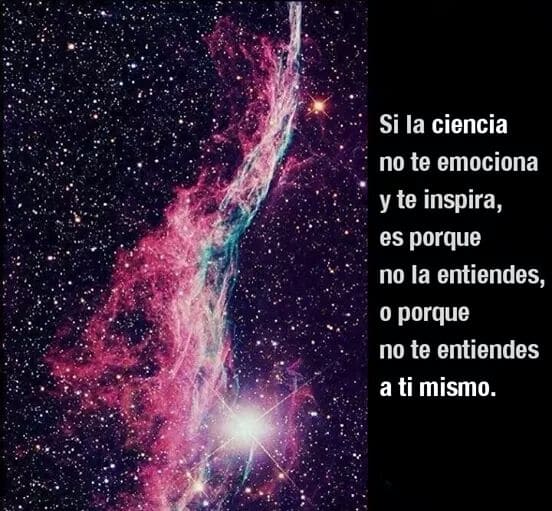 Si la ciencia
no te emociona
y te inspira,
es porque
no la entiendes,
o porque
no te entiendes
a ti mismo.